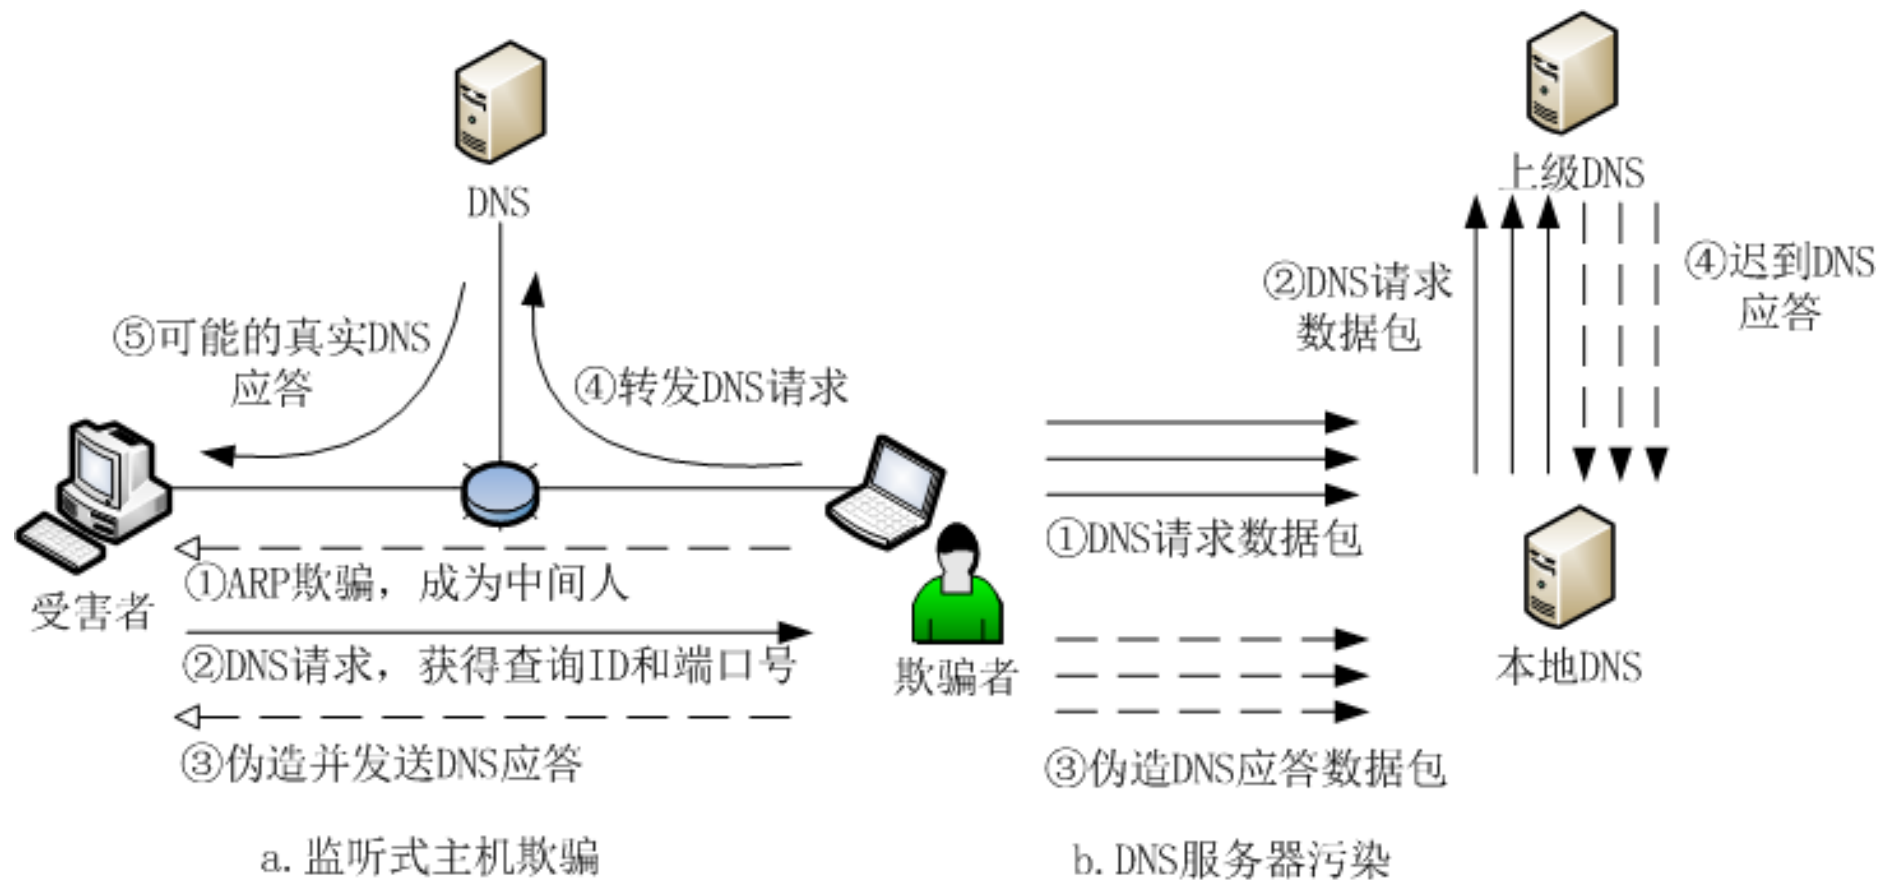 DNS
⑤可能的真实DNS
应答
④转发DNS请求
受害者
①ARP欺骗，成为中间人
②DNS请求，获得查询ID和端口号
③伪造并发送DNS应答
欺骗者
a.监听式主机欺骗
上级DNS
②DNS请求
数据包
④迟到DNS
应答
①DNS请求数据包
本地DNS
③伪造DNS应答数据包
b.DNS服务器污染